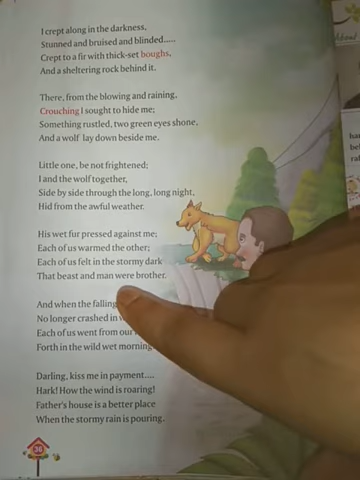 I crept along in the darkness,
Stunned and bruised and blinded.....
Crept to a fir with thick-set boughs,
And a sheltering rock behind it.
There, from the blowing and raining,
Crouching I sought to hide me;
Something rustled, two green eyes shone,
And a wolf lay down beside me.
Little one, be not frightened;
I and the wolf together,
Side by side through the long, long night,
Hid from the awful weather.
His wet fur pressed against me;
Each of us warmed the other;
Each of us felt in the stormy dark
That beast and man were brother.
And when the falling
No longer crashed in
Each of us went from our
Forth in the wild wet morning
Darling, kiss me in payment....
Hark! How the wind is roaring!
Father's house is a better place
When the stormy rain is pouring.
36